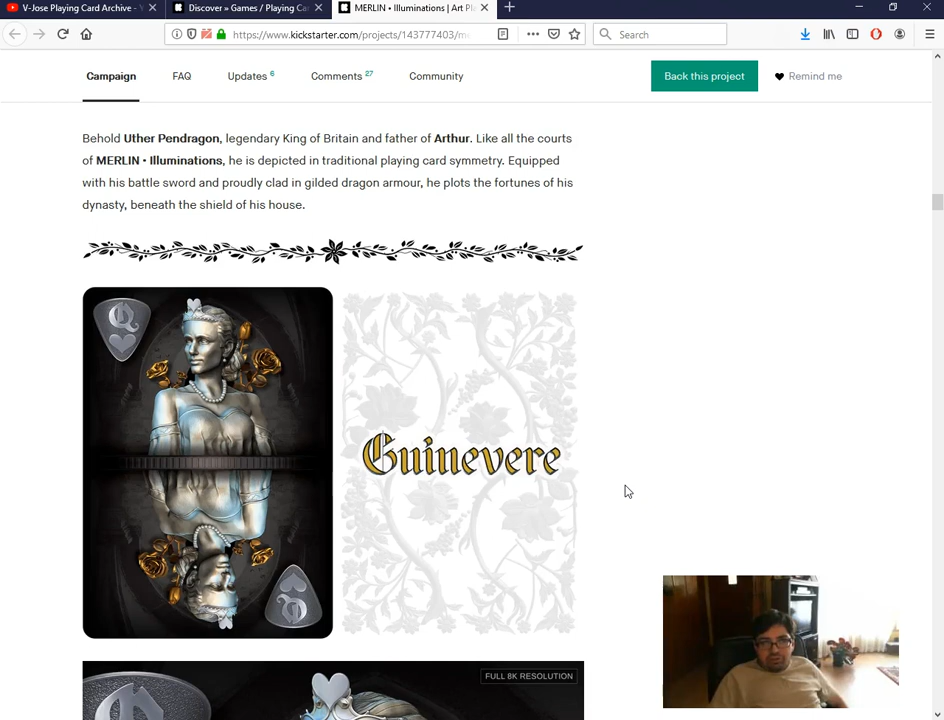 V-Jose Playing Card Archive - Y
Discover » Games / Playing Ca
MERLIN • Illuminations | Art Pl
https://www.kickstarter.com/projects/143777403/me
Search
Campaign
FAQ
Updates 6
Comments 27
Community
Back this project
Remind me
Behold Uther Pendragon, legendary King of Britain and father of Arthur. Like all the courts
of MERLIN • Illuminations, he is depicted in traditional playing card symmetry. Equipped
with his battle sword and proudly clad in gilded dragon armour, he plots the fortunes of his
dynasty, beneath the shield of his house.
Q
Guinevere
Q
FULL 8K RESOLUTION